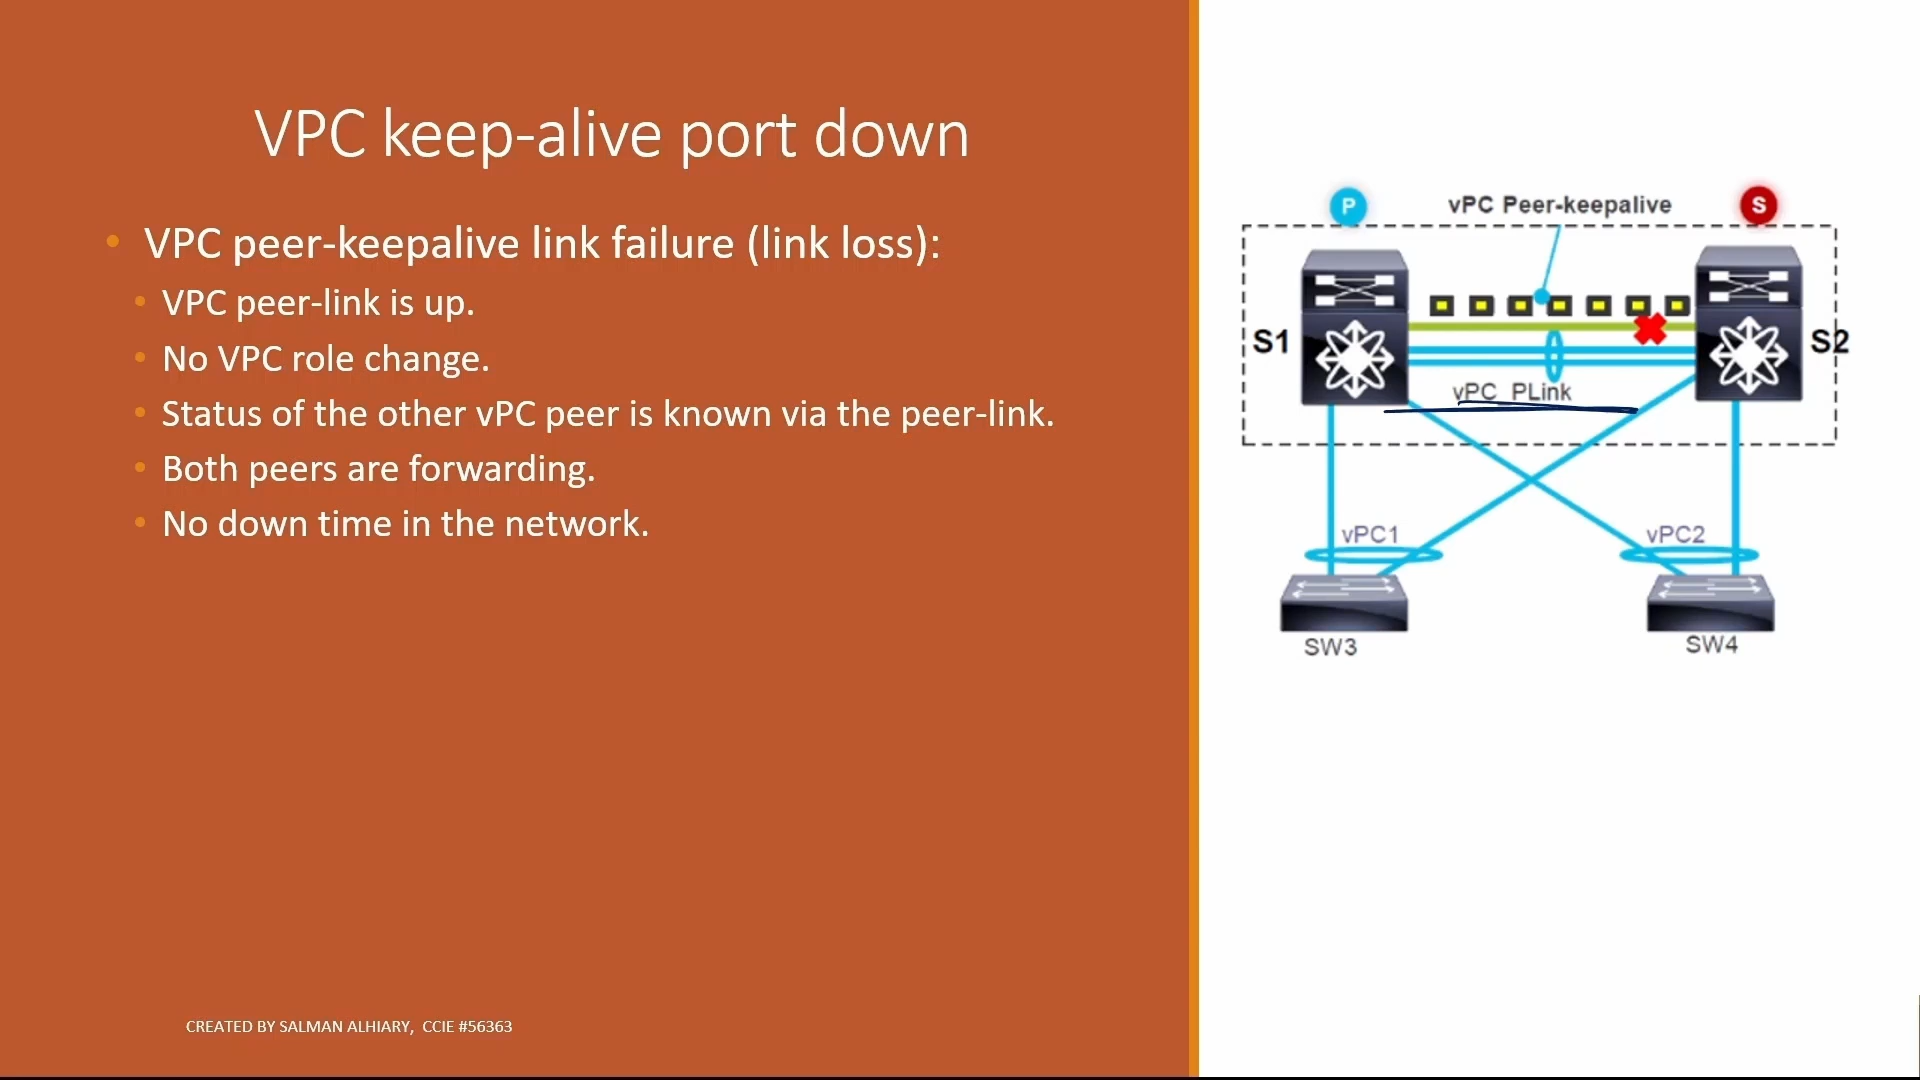 VPC keep-alive port down
VPC peer-keepalive link failure (link loss):
VPC peer-link is up.
No VPC role change.
Status of the other vPC peer is known via the peer-link.
Both peers are forwarding.
No down time in the network.
CREATED BY SALMAN ALHIARY, CCIE #56363
P
vPC Peer-keepalive
S
S1
S2
vPC PLink
vPC1
vPC2
SW3
SW4